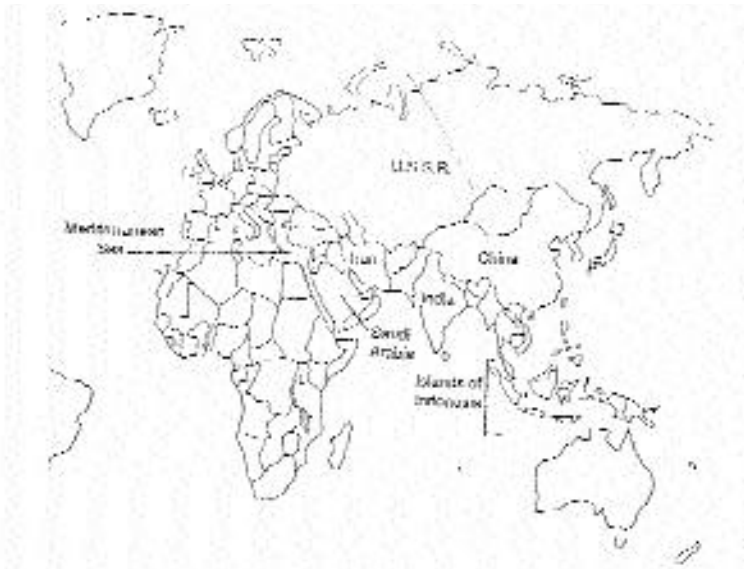 U.S.S.R.
Mediterranean
Sea
Iran
China
India
Saudi
Arabia
Islands of
Indonesia